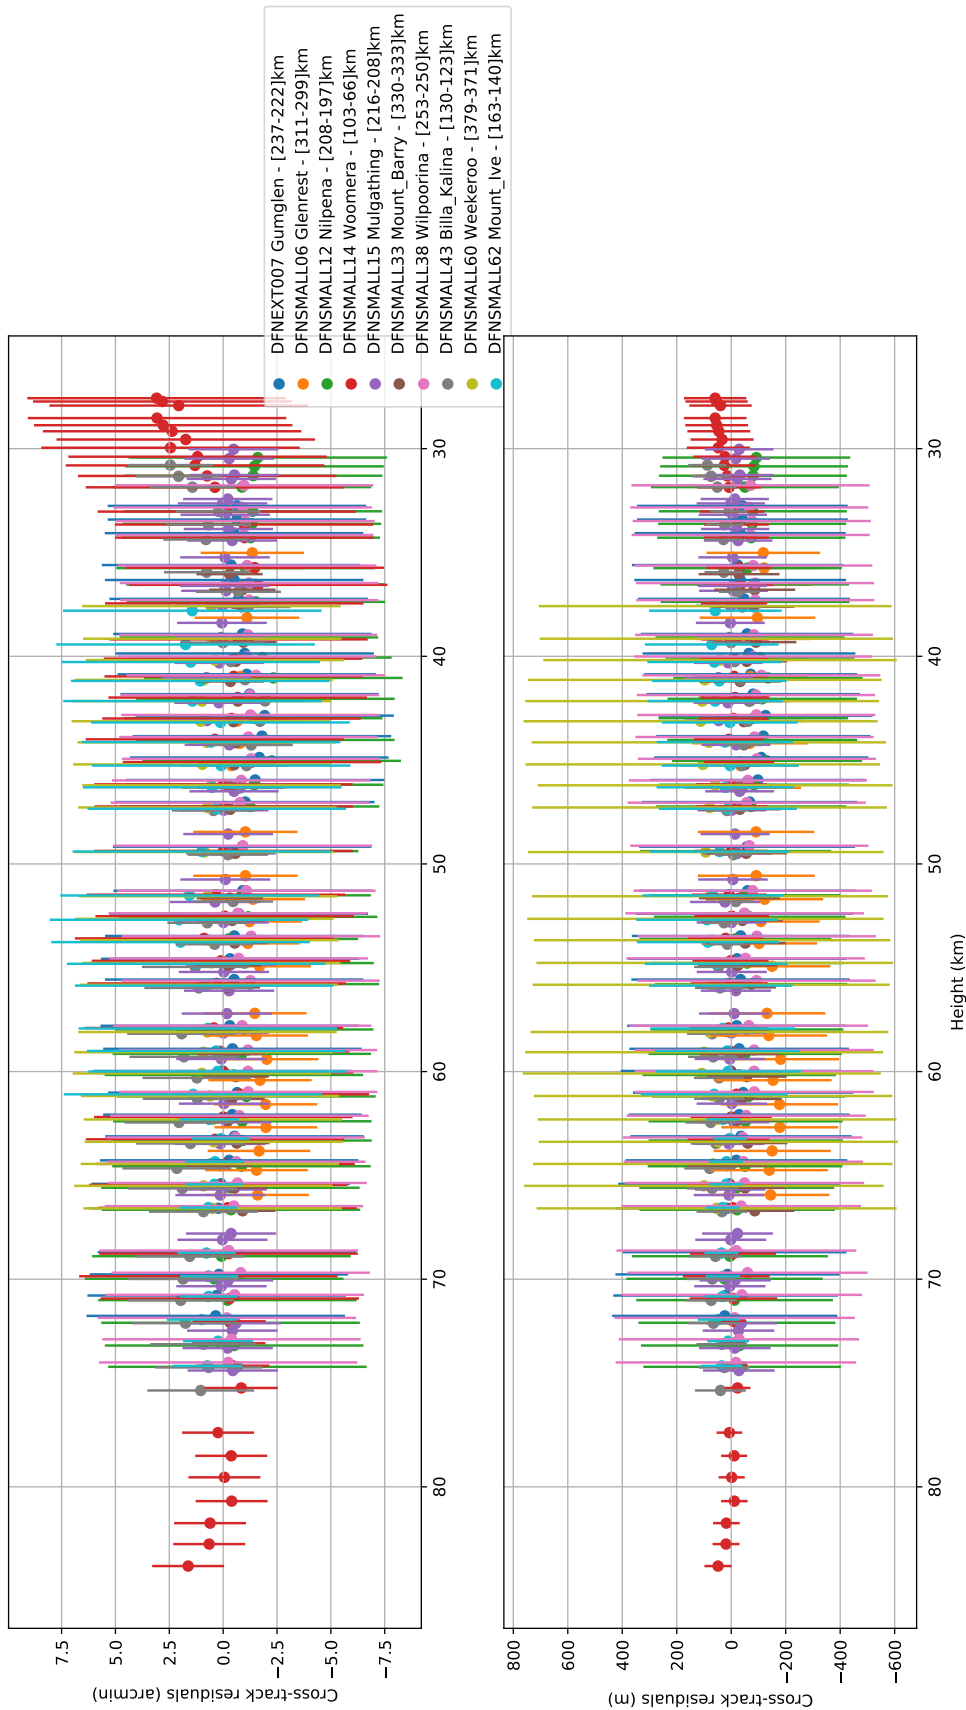 7.5
5.0
2.5
0.0
−2.5
−5.0
−7.5
Cross-track residuals (arcmin)
30
40
50
60
70
80
DFNEXT007 Gumglen - [237-222]km
DFNSMALL06 Glenrest - [311-299]km
DFNSMALL12 Nilpena - [208-197]km
DFNSMALL14 Woomera - [103-66]km
DFNSMALL15 Mulgathing - [216-208]km
DFNSMALL33 Mount_Barry - [330-333]km
DFNSMALL38 Wilpoorina - [253-250]km
DFNSMALL43 Billa_Kalina - [130-123]km
DFNSMALL60 Weekeroo - [379-371]km
DFNSMALL62 Mount_Ive - [163-140]km
800
600
400
200
0
−200
−400
−600
Cross-track residuals (m)
30
40
50
60
70
80
Height (km)